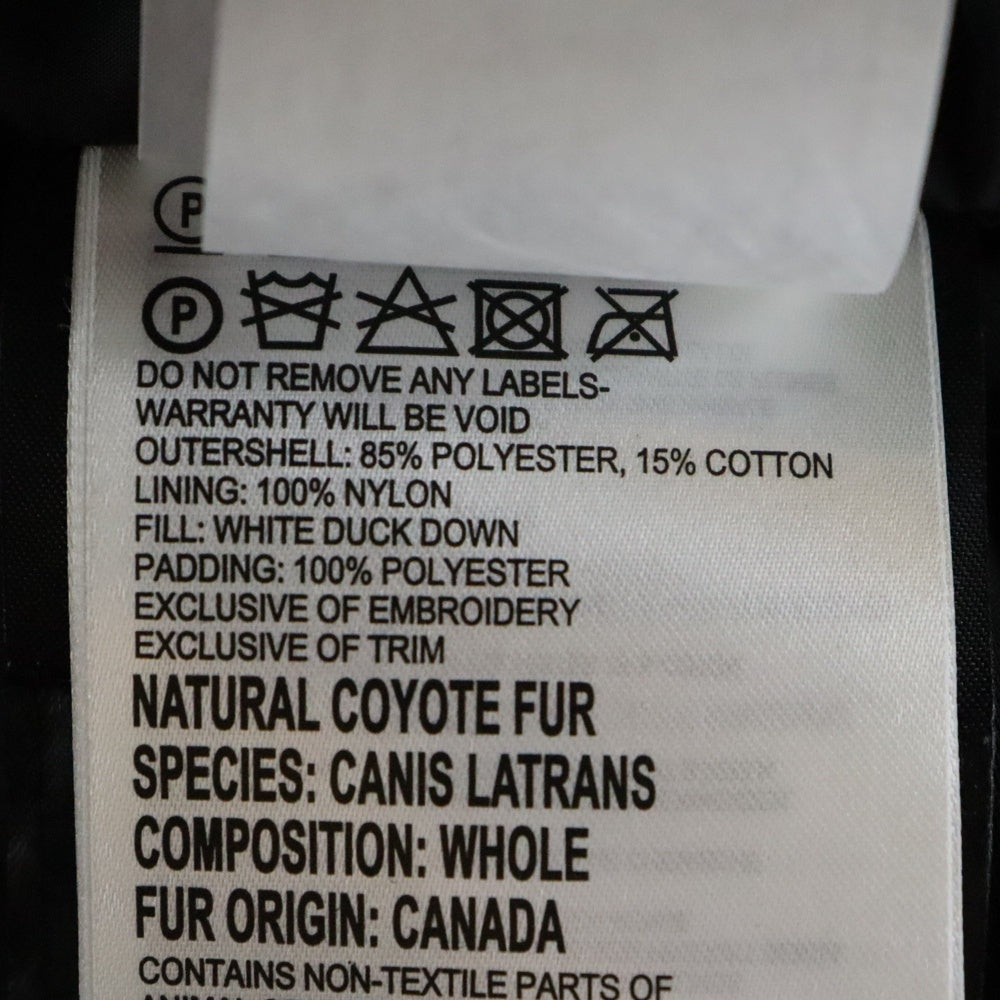 P
P
DO NOT REMOVE ANY LABELS-
WARRANTY WILL BE VOID
OUTERSHELL: 85% POLYESTER, 15% COTTON
LINING: 100% NYLON
FILL: WHITE DUCK DOWN
PADDING: 100% POLYESTER
EXCLUSIVE OF EMBROIDERY
EXCLUSIVE OF TRIM
NATURAL COYOTE FUR
SPECIES: CANIS LATRANS
COMPOSITION: WHOLE
FUR ORIGIN: CANADA
CONTAINS NON-TEXTILE PARTS OF